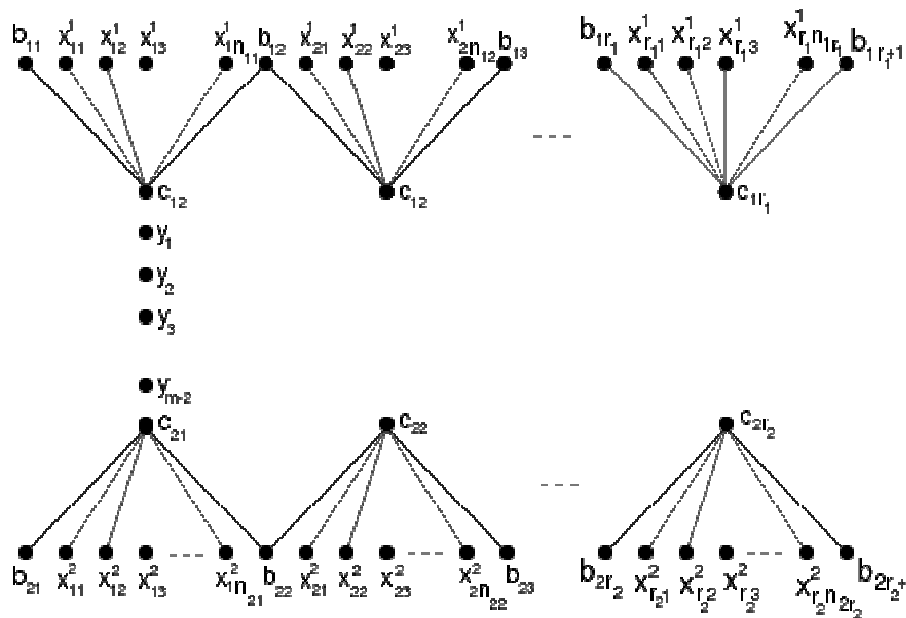 b₁₁ x¹₁₁ x¹₁₂ x¹₁₃ x¹₁n₁₁ b₁₂ x¹₂₁ x¹₂₂ x¹₂₃ x¹₂n₁₂ b₁₃ b₁r₁ x¹r₁1 x¹r₁2 x¹r₁3 x¹r₁n₁r₁ b₁ r₁+1
c₁₂ c₁₂ c₁r₁
y₁
y₂
y₃
yₘ₋₂
c₂₁ c₂₂ c₂r₂
b₂₁ x²₁₁ x²₁₂ x²₁₃ x²₁n₂₁ b₂₂ x²₂₁ x²₂₂ x²₂₃ x²₂n₂₂ b₂₃ b₂r₂ x²r₂1 x²r₂2 x²r₂3 x²r₂n₂r₂ b₂r₂+